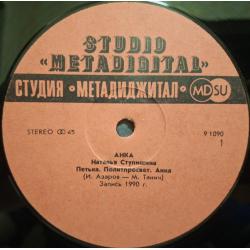 STUDIO
«METADIGITAL»
СТУДИЯ «МЕТАДИДЖИТАЛ» MDSU
STEREO 45
9 1090
1
АНКА
Наталья Ступишина
Петька. Политпросвет. Анка
(И. Азаров — М. Танич)
Запись 1990 г.